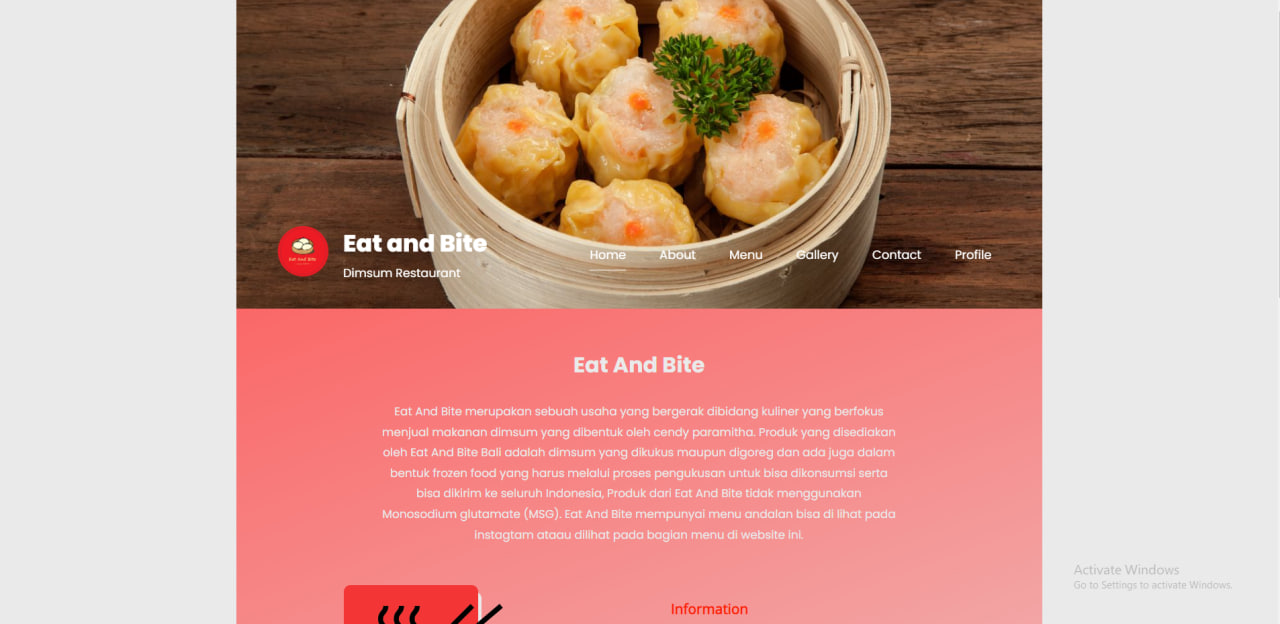 Eat and Bite
Eat And Bite
Dimsum Restaurant
Home About Menu Gallery Contact Profile
Eat And Bite
Eat And Bite merupakan sebuah usaha yang bergerak dibidang kuliner yang berfokus
menjual makanan dimsum yang dibentuk oleh cendy paramitha. Produk yang disediakan
oleh Eat And Bite Bali adalah dimsum yang dikukus maupun digoreg dan ada juga dalam
bentuk frozen food yang harus melalui proses pengukusan untuk bisa dikonsumsi serta
bisa dikirim ke seluruh Indonesia, Produk dari Eat And Bite tidak menggunakan
Monosodium glutamate (MSG). Eat And Bite mempunyai menu andalan bisa di lihat pada
instagtam ataau dilihat pada bagian menu di website ini.
Information
Activate Windows
Go to Settings to activate Windows.